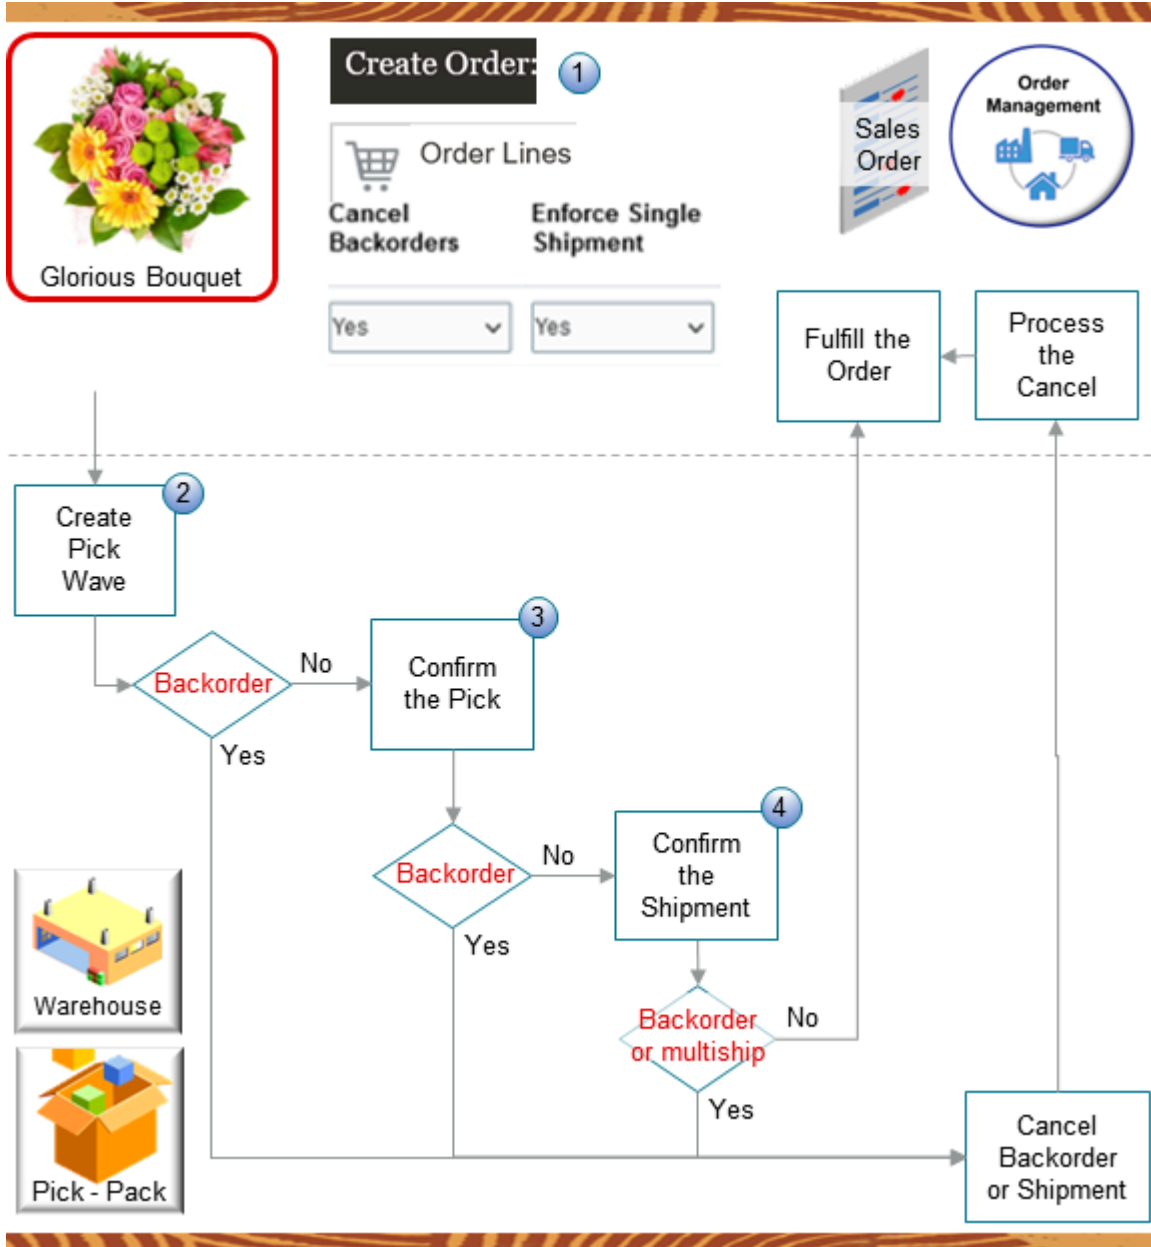 Create Order:
1
Order
Management
Sales
Order
Order Lines
Cancel
Backorders
Enforce Single
Shipment
Glorious Bouquet
Yes
Yes
Fulfill the
Order
Process
the
Cancel
2
Create
Pick
Wave
3
Backorder
No
Confirm
the Pick
Yes
4
Backorder
No
Confirm
the
Shipment
Yes
Warehouse
Backorder
or multiship
No
Yes
Pick - Pack
Cancel
Backorder
or Shipment